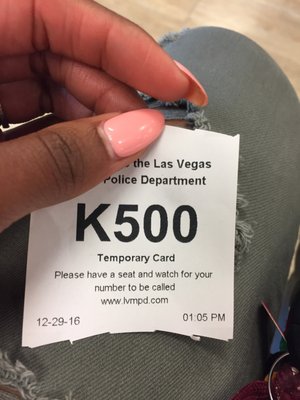 the Las Vegas
Police Department
K500
Temporary Card
Please have a seat and watch for your
number to be called
www.lvmpd.com
12-29-16 01:05 PM